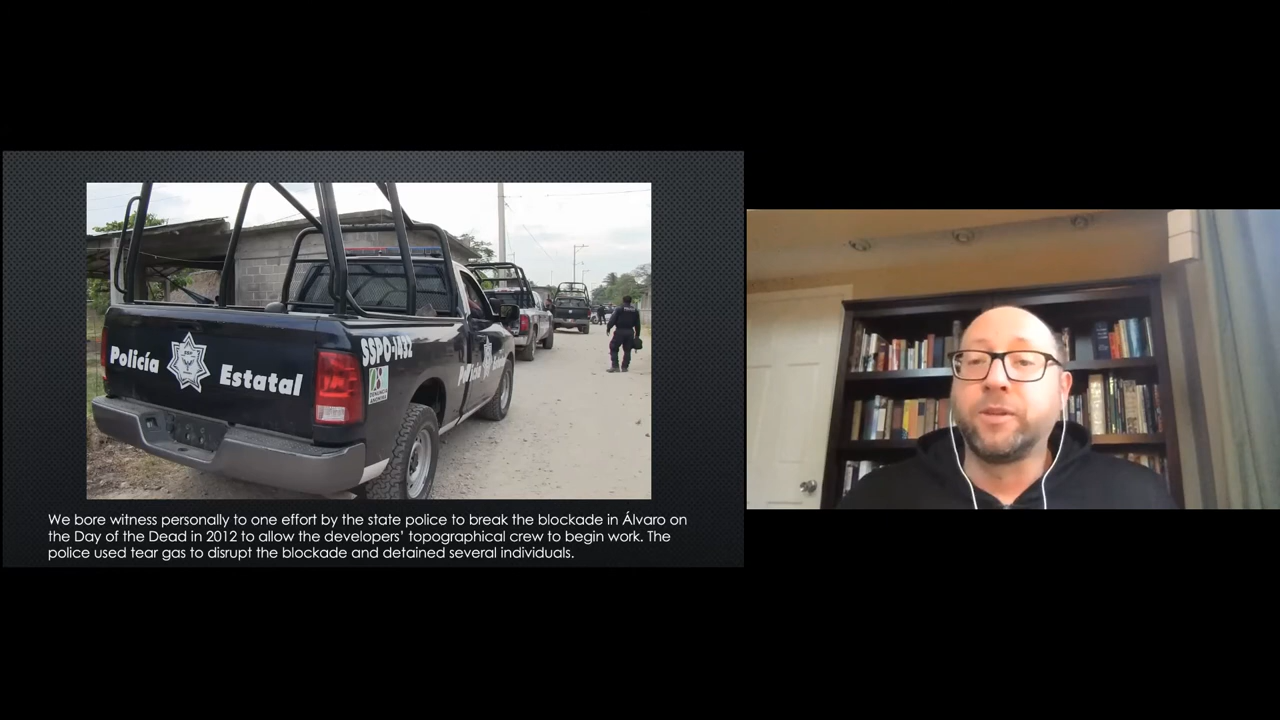 Policía Estatal
SSPO-1432
DENUNCIA
ANONIMA
We bore witness personally to one effort by the state police to break the blockade in Álvaro on
the Day of the Dead in 2012 to allow the developers’ topographical crew to begin work. The
police used tear gas to disrupt the blockade and detained several individuals.